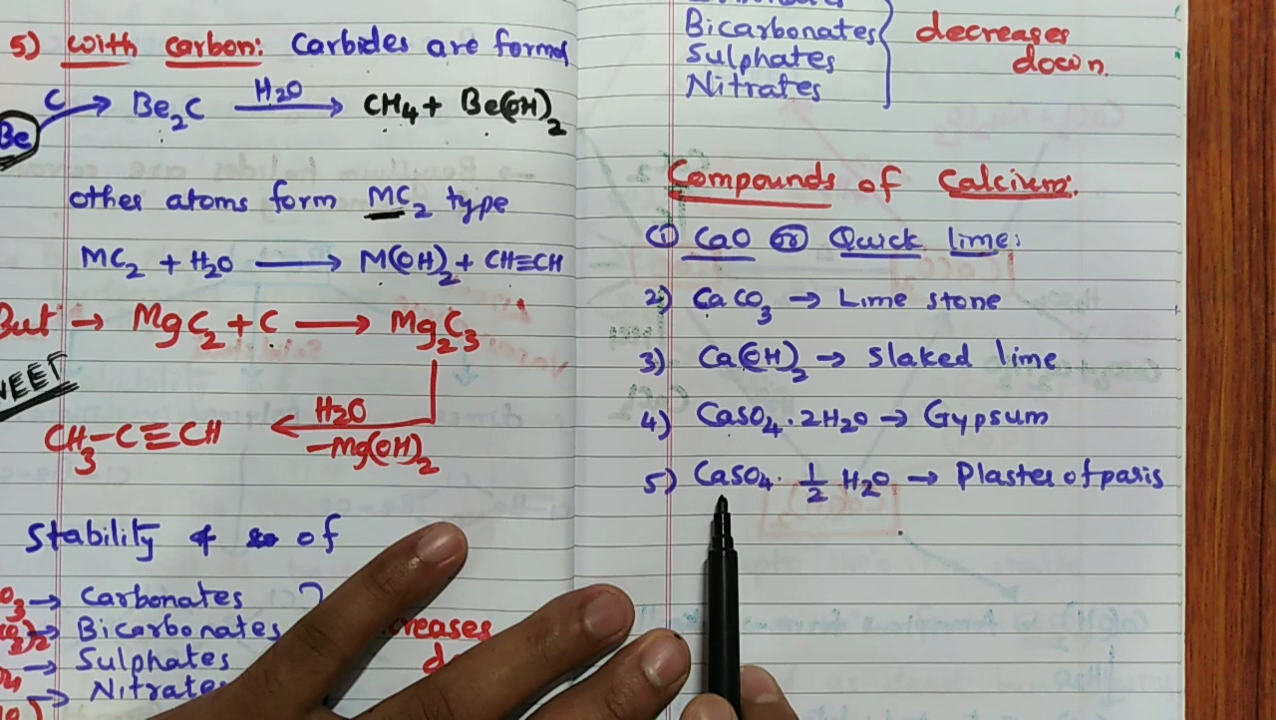 5) with carbon: Carbides are formed
Be C → Be₂C H₂O → CH₄ + Be(OH)₂
other atoms form MC₂ type
MC₂ + H₂O → M(OH)₂ + CH≡CH
But → MgC₂ + C → Mg₂C₃
NEET
CH₃-C≡CH ← H₂O -Mg(OH)₂
Stability & of
→ Carbonates
→ Bicarbonates
→ Sulphates
→ Nitrates
Bicarbonates
Sulphates
Nitrates
decreases
down.
Compounds of Calcium:
(1) CaO or Quick lime:
2) CaCO₃ → Lime stone
3) Ca(OH)₂ → Slaked lime
4) CaSO₄.2H₂O → Gypsum
5) CaSO₄. 1/2 H₂O → Plaster of paris